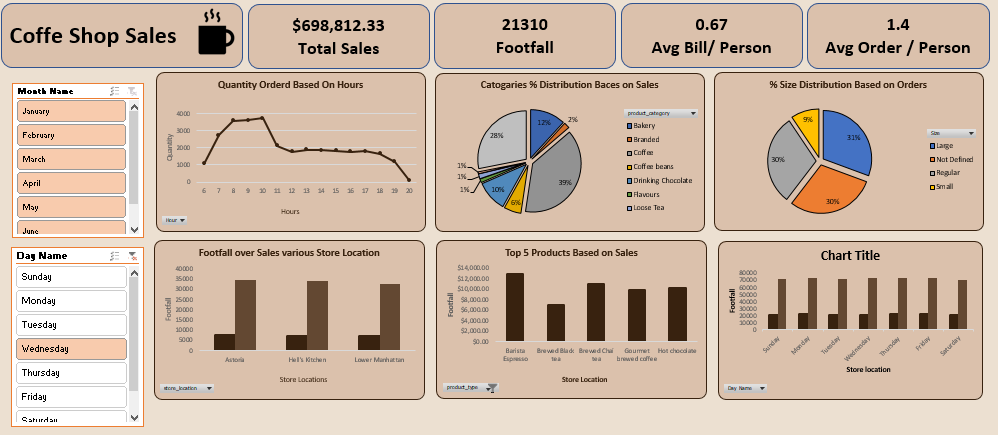 Coffe Shop Sales
$698,812.33
Total Sales
21310
Footfall
0.67
Avg Bill/ Person
1.4
Avg Order / Person
Month Name
January
February
March
April
May
June
Day Name
Sunday
Monday
Tuesday
Wednesday
Thursday
Friday
Saturday
Quantity Orderd Based On Hours
Quantity
4000
3000
2000
1000
0
6 7 8 9 10 11 12 13 14 15 16 17 18 19 20
Hours
Hour
Catogaries % Distribution Baces on Sales
12%
2%
39%
6%
10%
1%
1%
1%
28%
product_category
Bakery
Branded
Coffee
Coffee beans
Drinking Chocolate
Flavours
Loose Tea
% Size Distribution Based on Orders
31%
30%
30%
9%
Size
Large
Not Defined
Regular
Small
Footfall over Sales various Store Location
Footfall
40000
35000
30000
25000
20000
15000
10000
5000
0
Astoria Hell's Kitchen Lower Manhattan
Store Locations
store_location
Top 5 Products Based on Sales
Footfall
$14,000.00
$12,000.00
$10,000.00
$8,000.00
$6,000.00
$4,000.00
$2,000.00
$0.00
Barista Espresso
Brewed Black tea
Brewed Chai tea
Gourmet brewed coffee
Hot chocolate
Store Location
product_type
Chart Title
Footfall
80000
70000
60000
50000
40000
30000
20000
10000
0
Sunday Monday Tuesday Wednesday Thursday Friday Saturday
Store location
Day Name